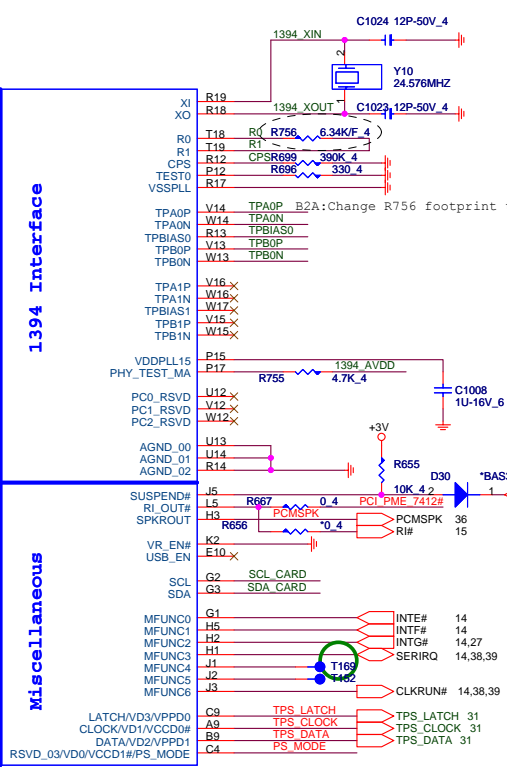 C1024 12P-50V_4
1394_XIN
2
Y10
24.576MHZ
1
XI R19
XO R18 1394_XOUT C1023 12P-50V_4
R0 T18 R0 R756 6.34K/F_4
R1 T19 R1
CPS R12 CPS R699 390K_4
TEST0 P12 R696 330_4
VSSPLL R17
1394 Interface
TPA0P V14 TPA0P B2A:Change R756 footprint
TPA0N W14 TPA0N
TPBIAS0 R13 TPBIAS0
TPB0P V13 TPB0P
TPB0N W13 TPB0N
TPA1P V16
TPA1N W16
TPBIAS1 W17
TPB1P V15
TPB1N W15
VDDPLL15 P15 1394_AVDD
PHY_TEST_MA P17 R755 4.7K_4
C1008
1U-16V_6
PC0_RSVD U12
PC1_RSVD V12
PC2_RSVD W12
+3V
AGND_00 U13
AGND_01 U14
AGND_02 R14
R655
10K_4
D30 *BAS
2 1
Miscellaneous
SUSPEND# J5
RI_OUT# L5 R667 0_4 PCI_PME_7412#
SPKROUT H3 PCMSPK PCMSPK 36
R656 *0_4 RI# 15
VR_EN# K2
USB_EN E10
SCL G2 SCL_CARD
SDA G3 SDA_CARD
MFUNC0 G1 INTE# 14
MFUNC1 H5 INTF# 14
MFUNC2 H2 INTG# 14,27
MFUNC3 H1 SERIRQ 14,38,39
MFUNC4 J1 T169
MFUNC5 J2 T162
MFUNC6 J3 CLKRUN# 14,38,39
LATCH/VD3/VPPD0 C9 TPS_LATCH TPS_LATCH 31
CLOCK/VD1/VCCD0# A9 TPS_CLOCK TPS_CLOCK 31
DATA/VD2/VPPD1 B9 TPS_DATA TPS_DATA 31
RSVD_03/VD0/VCCD1#/PS_MODE C4 PS_MODE